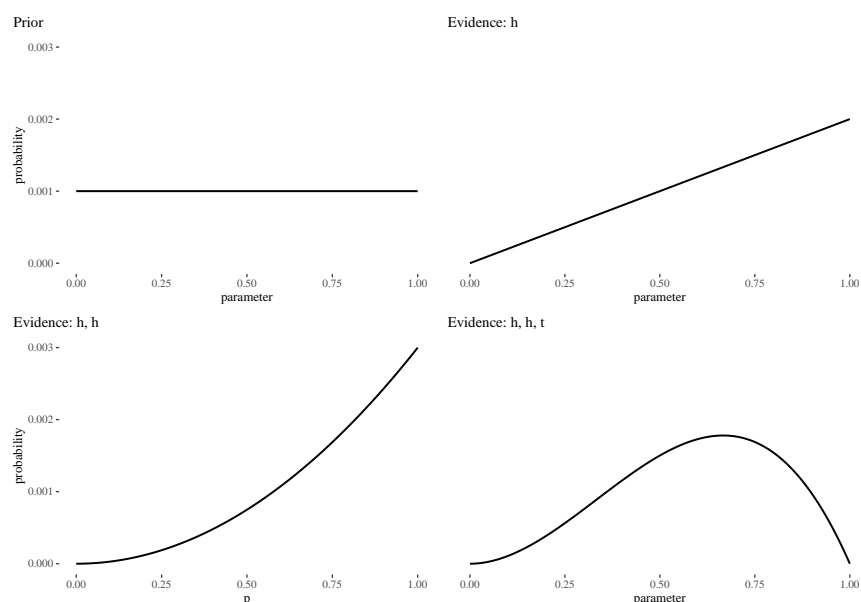 Prior
probability
0.003
0.002
0.001
0.000
0.00 0.25 0.50 0.75 1.00
parameter
Evidence: h
0.00 0.25 0.50 0.75 1.00
parameter
Evidence: h, h
probability
0.003
0.002
0.001
0.000
0.00 0.25 0.50 0.75 1.00
p
Evidence: h, h, t
0.00 0.25 0.50 0.75 1.00
parameter